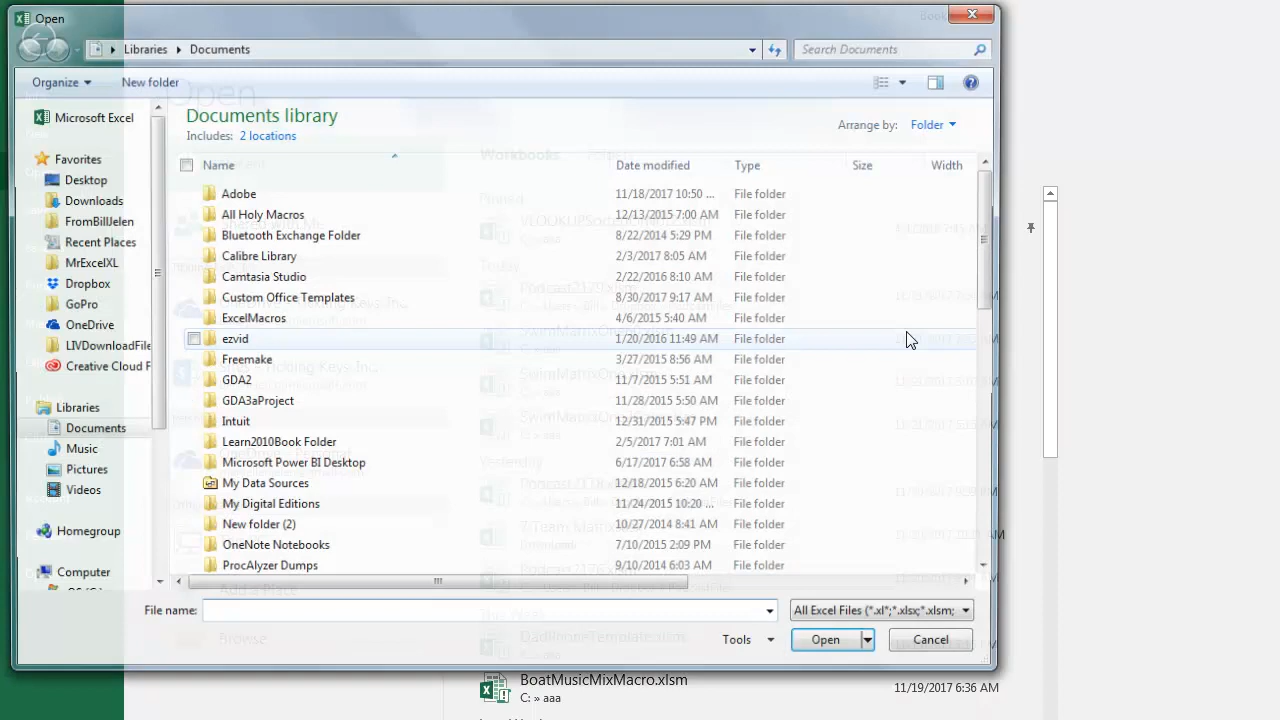 Open
Book
Libraries Documents
Search Documents
Organize New folder
Open
Microsoft Excel
Favorites
Desktop
Downloads
FromBillJelen
Recent Places
MrExcelXL
Dropbox
GoPro
OneDrive
LIVDownloadFile
Creative Cloud F
Libraries
Documents
Music
Pictures
Videos
Homegroup
Computer
Documents library
Includes: 2 locations
Arrange by: Folder
Workbooks
Name Date modified Type Size Width
Adobe 11/18/2017 10:50 ... File folder
All Holy Macros 12/13/2015 7:00 AM File folder
Bluetooth Exchange Folder 8/22/2014 5:29 PM File folder
Calibre Library 2/3/2017 8:05 AM File folder
Camtasia Studio 2/22/2016 8:10 AM File folder
Custom Office Templates 8/30/2017 9:17 AM File folder
ExcelMacros 4/6/2015 5:40 AM File folder
ezvid 1/20/2016 11:49 AM File folder
Freemake 3/27/2015 8:56 AM File folder
GDA2 11/7/2015 5:51 AM File folder
GDA3aProject 11/28/2015 5:50 AM File folder
Intuit 12/31/2015 5:47 PM File folder
Learn2010Book Folder 2/5/2017 7:01 AM File folder
Microsoft Power BI Desktop 6/17/2017 6:58 AM File folder
My Data Sources 12/18/2015 6:20 AM File folder
My Digital Editions 11/24/2015 10:20 ... File folder
New folder (2) 10/27/2014 8:41 AM File folder
OneNote Notebooks 7/10/2015 2:09 PM File folder
ProcAlyzer Dumps 9/10/2014 6:03 AM File folder
Pinned
Today
Yesterday
Add a Place
Browse
DadPhoneTemplate.xlsm
File name: All Excel Files (*.xl*;*.xlsx;*.xlsm;
Tools Open Cancel
BoatMusicMixMacro.xlsm 11/19/2017 6:36 AM
C: » aaa